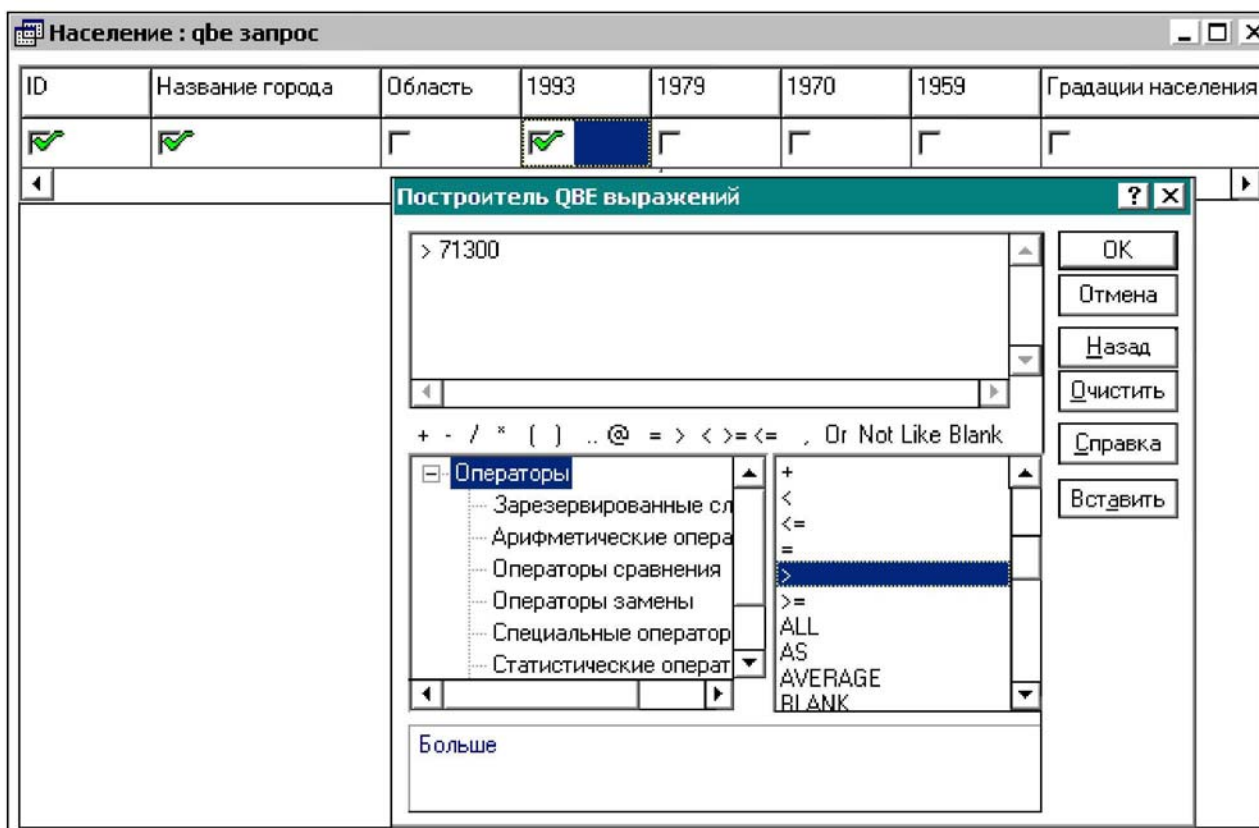 Население : qbe запрос
ID Название города Область 1993 1979 1970 1959 Градации населения
Построитель QBE выражений
> 71300
OK
Отмена
Назад
Очистить
Справка
Вставить
+ - / * ( ) .. @ = > < >= <= , Or Not Like Blank
Операторы
Зарезервированные сл
Арифметические опера
Операторы сравнения
Операторы замены
Специальные оператор
Статистические операт
+
<
<=
=
>
>=
ALL
AS
AVERAGE
BLANK
Больше